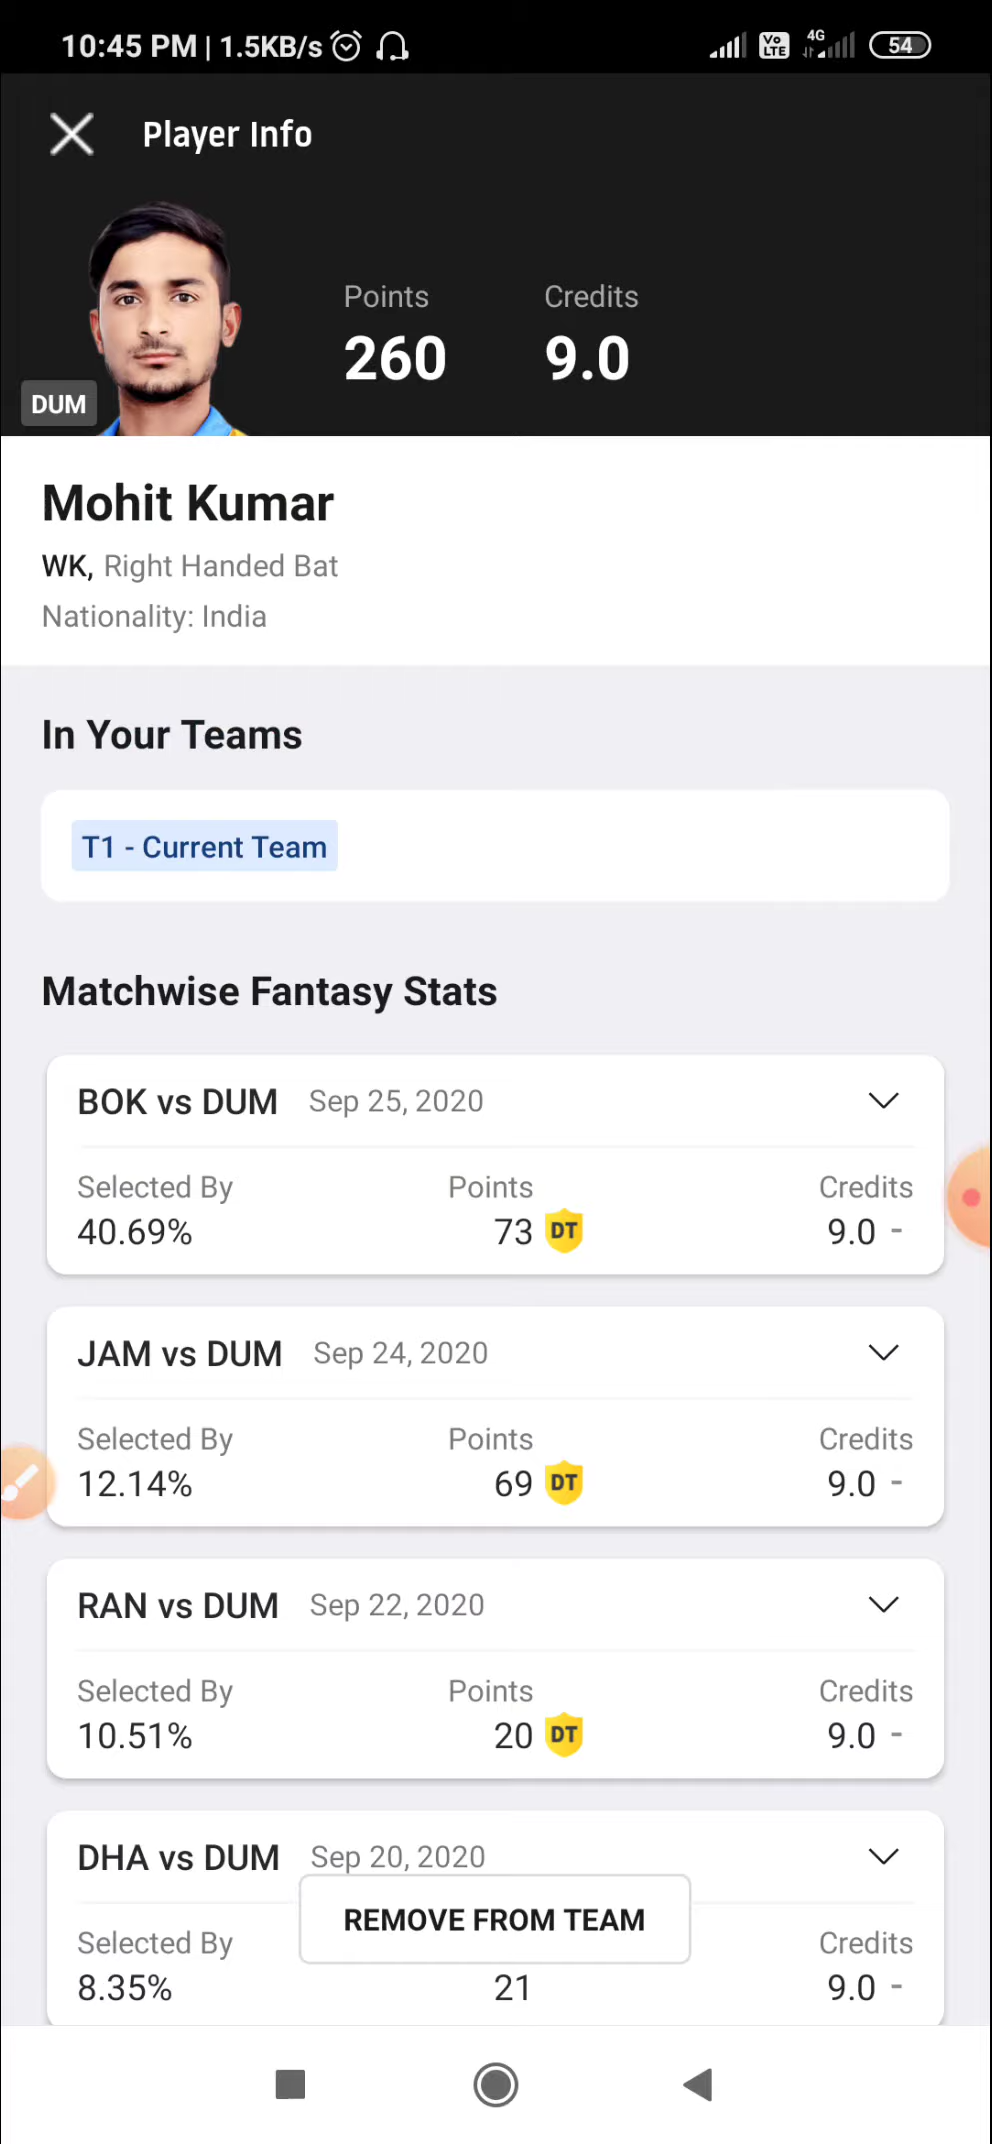 10:45 PM | 1.5KB/s Vo LTE 4G 54
Player Info
Points Credits
260 9.0
DUM
Mohit Kumar
WK, Right Handed Bat
Nationality: India
In Your Teams
T1 - Current Team
Matchwise Fantasy Stats
BOK vs DUM Sep 25, 2020
Selected By Points Credits
40.69% 73 DT 9.0 -
JAM vs DUM Sep 24, 2020
Selected By Points Credits
12.14% 69 DT 9.0 -
RAN vs DUM Sep 22, 2020
Selected By Points Credits
10.51% 20 DT 9.0 -
DHA vs DUM Sep 20, 2020
REMOVE FROM TEAM
Selected By Credits
8.35% 21 9.0 -